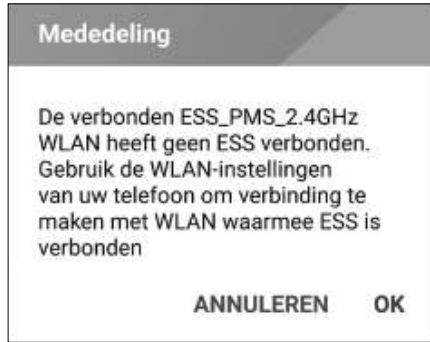 Mededeling
De verbonden ESS_PMS_2.4GHz
WLAN heeft geen ESS verbonden.
Gebruik de WLAN-instellingen
van uw telefoon om verbinding te
maken met WLAN waarmee ESS is
verbonden
ANNULEREN OK